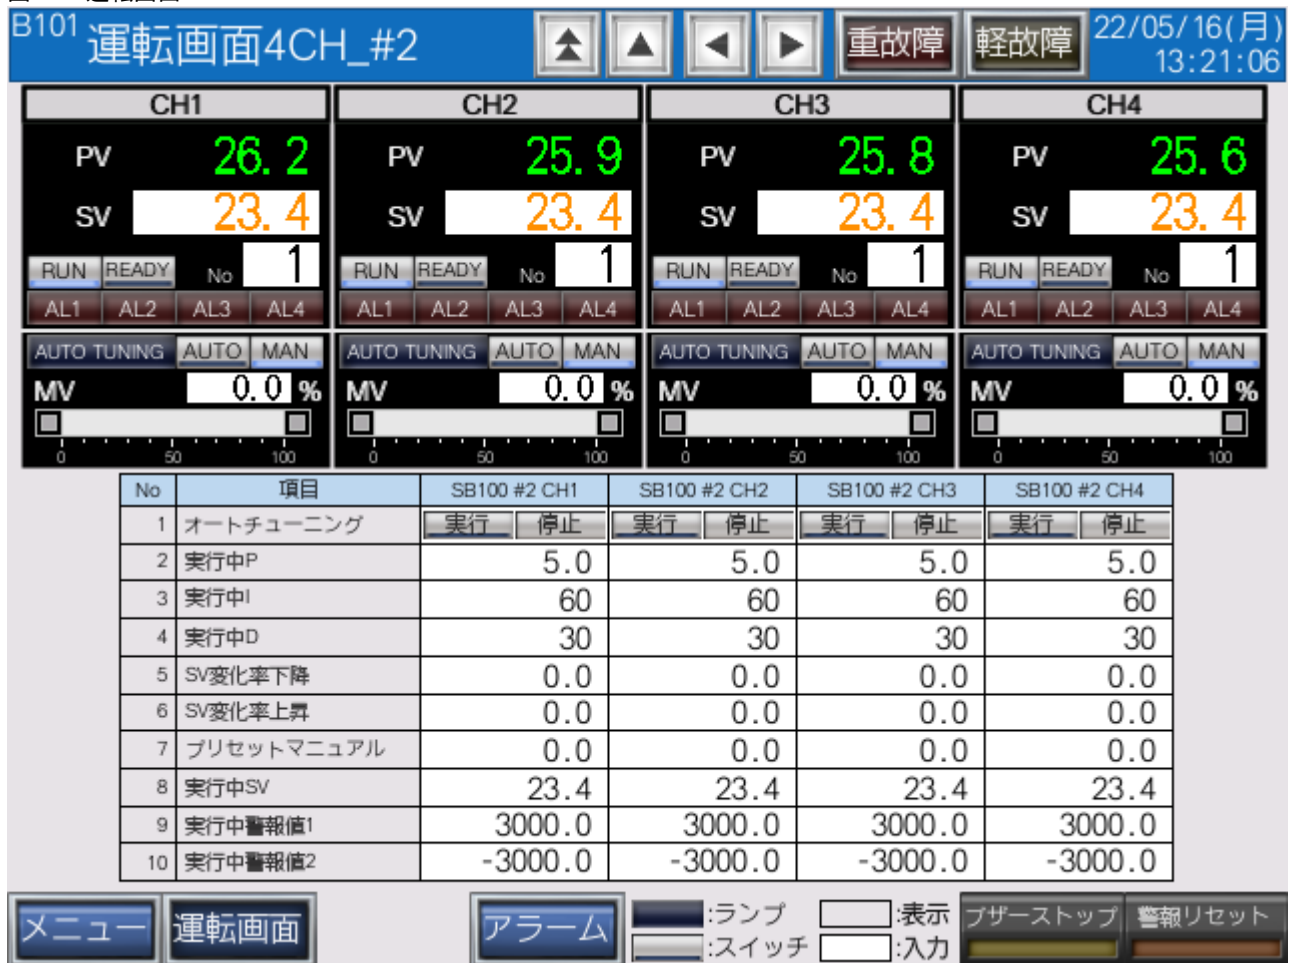 B101 運転画面4CH_#2 重故障 軽故障 22/05/16(月)
13:21:06
CH1 CH2 CH3 CH4
PV 26.2 PV 25.9 PV 25.8 PV 25.6
SV 23.4 SV 23.4 SV 23.4 SV 23.4
RUN READY No 1 RUN READY No 1 RUN READY No 1 RUN READY No 1
AL1 AL2 AL3 AL4 AL1 AL2 AL3 AL4 AL1 AL2 AL3 AL4 AL1 AL2 AL3 AL4
AUTO TUNING AUTO MAN AUTO TUNING AUTO MAN AUTO TUNING AUTO MAN AUTO TUNING AUTO MAN
MV 0.0 % MV 0.0 % MV 0.0 % MV 0.0 %
0 50 100 0 50 100 0 50 100 0 50 100
No 項目 SB100 #2 CH1 SB100 #2 CH2 SB100 #2 CH3 SB100 #2 CH4
1 オートチューニング 実行 停止 実行 停止 実行 停止 実行 停止
2 実行中P 5.0 5.0 5.0 5.0
3 実行中I 60 60 60 60
4 実行中D 30 30 30 30
5 SV変化率下降 0.0 0.0 0.0 0.0
6 SV変化率上昇 0.0 0.0 0.0 0.0
7 プリセットマニュアル 0.0 0.0 0.0 0.0
8 実行中SV 23.4 23.4 23.4 23.4
9 実行中警報値1 3000.0 3000.0 3000.0 3000.0
10 実行中警報値2 -3000.0 -3000.0 -3000.0 -3000.0
メニュー 運転画面 アラーム :ランプ :表示 ブザーストップ 警報リセット
:スイッチ :入力